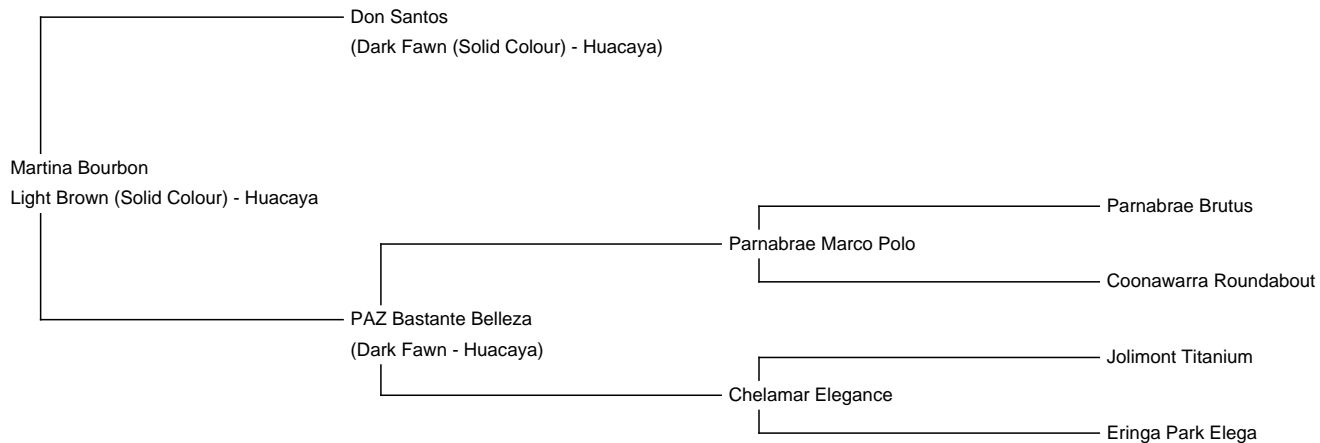 Don Santos
(Dark Fawn (Solid Colour) - Huacaya)
Martina Bourbon
Light Brown (Solid Colour) - Huacaya
Parnabrae Brutus
Parnabrae Marco Polo
Coonawarra Roundabout
PAZ Bastante Belleza
(Dark Fawn - Huacaya)
Jolimont Titanium
Chelamar Elegance
Eringa Park Elega